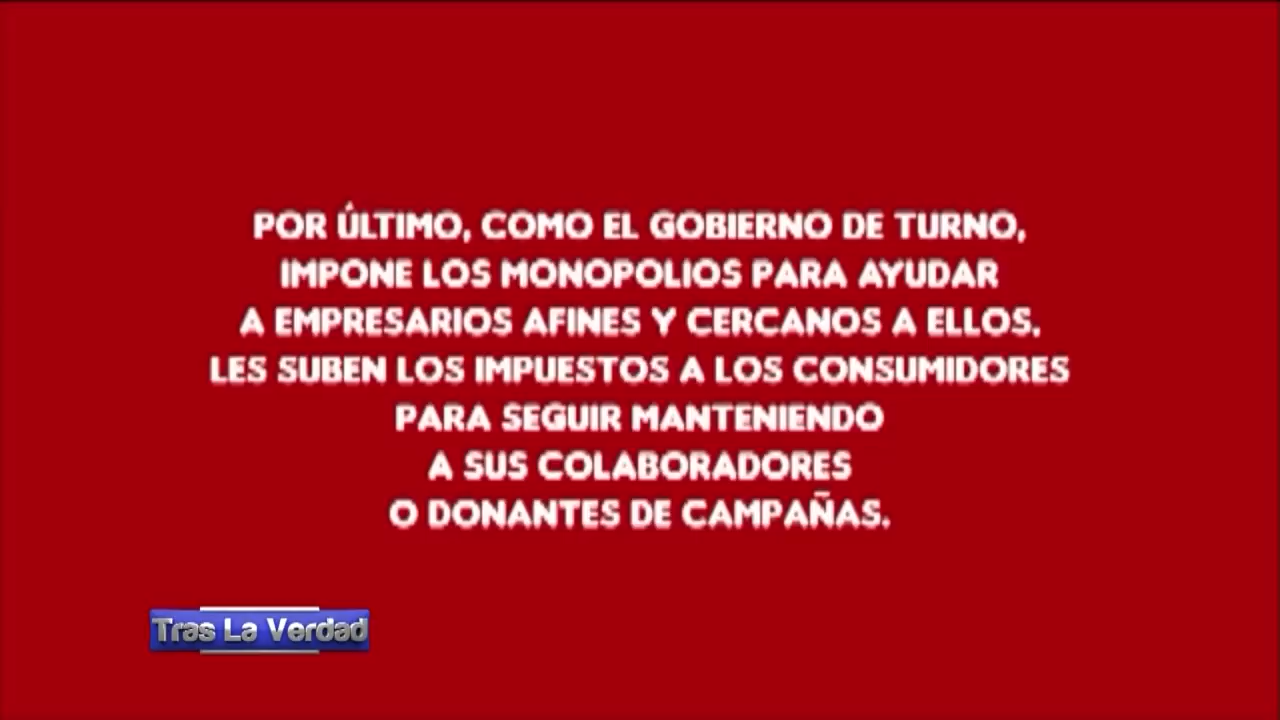 POR ÚLTIMO, COMO EL GOBIERNO DE TURNO,
IMPONE LOS MONOPOLIOS PARA AYUDAR
A EMPRESARIOS AFINES Y CERCANOS A ELLOS.
LES SUBEN LOS IMPUESTOS A LOS CONSUMIDORES
PARA SEGUIR MANTENIENDO
A SUS COLABORADORES
O DONANTES DE CAMPAÑAS.
Tras La Verdad